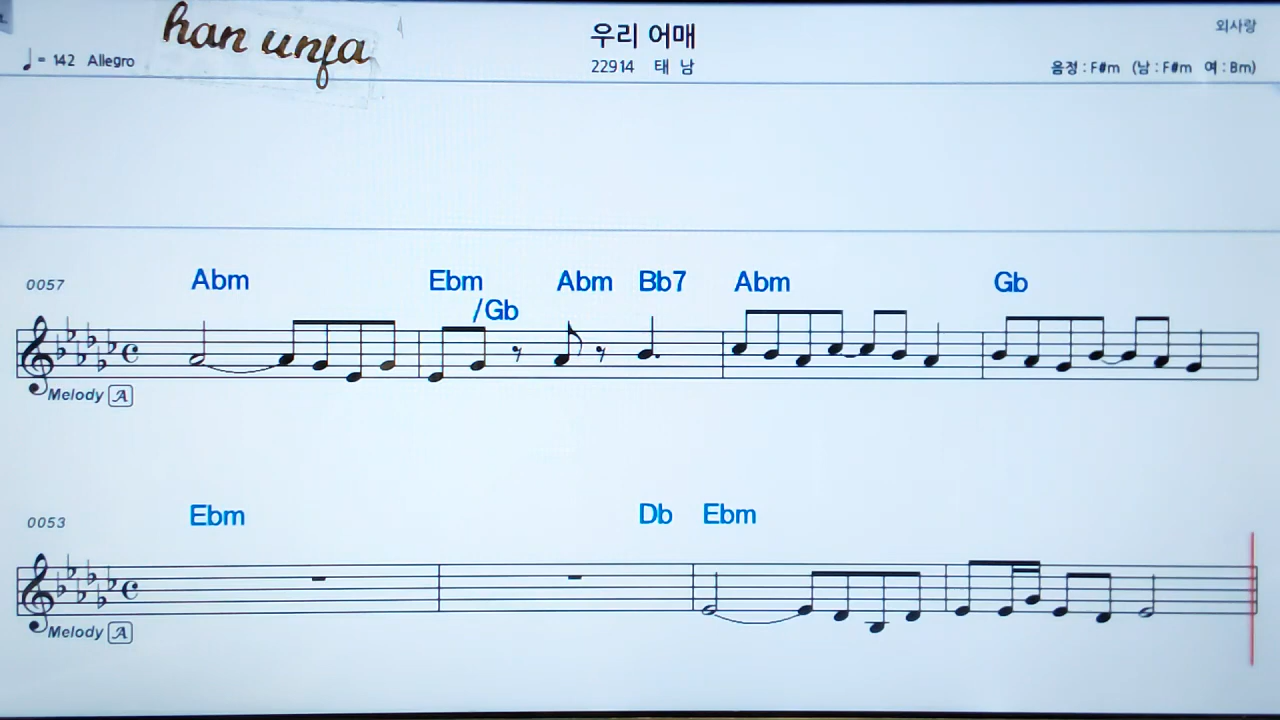 han unfa
우리 어매
외사랑
♩= 142 Allegro
22914 태 남
음정 : F#m (남 : F#m 여 : Bm)
0057
Abm Ebm /Gb Abm Bb7 Abm Gb
Melody A
0053
Ebm Db Ebm
Melody A